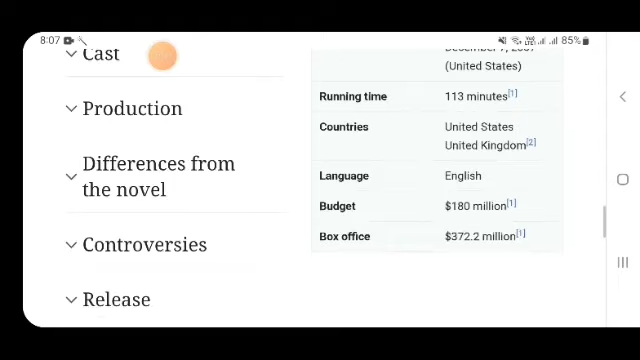 8:07
85%
Cast
Production
Differences from
the novel
Controversies
Release
(United States)
Running time 113 minutes[1]
Countries United States
United Kingdom[2]
Language English
Budget $180 million[1]
Box office $372.2 million[1]